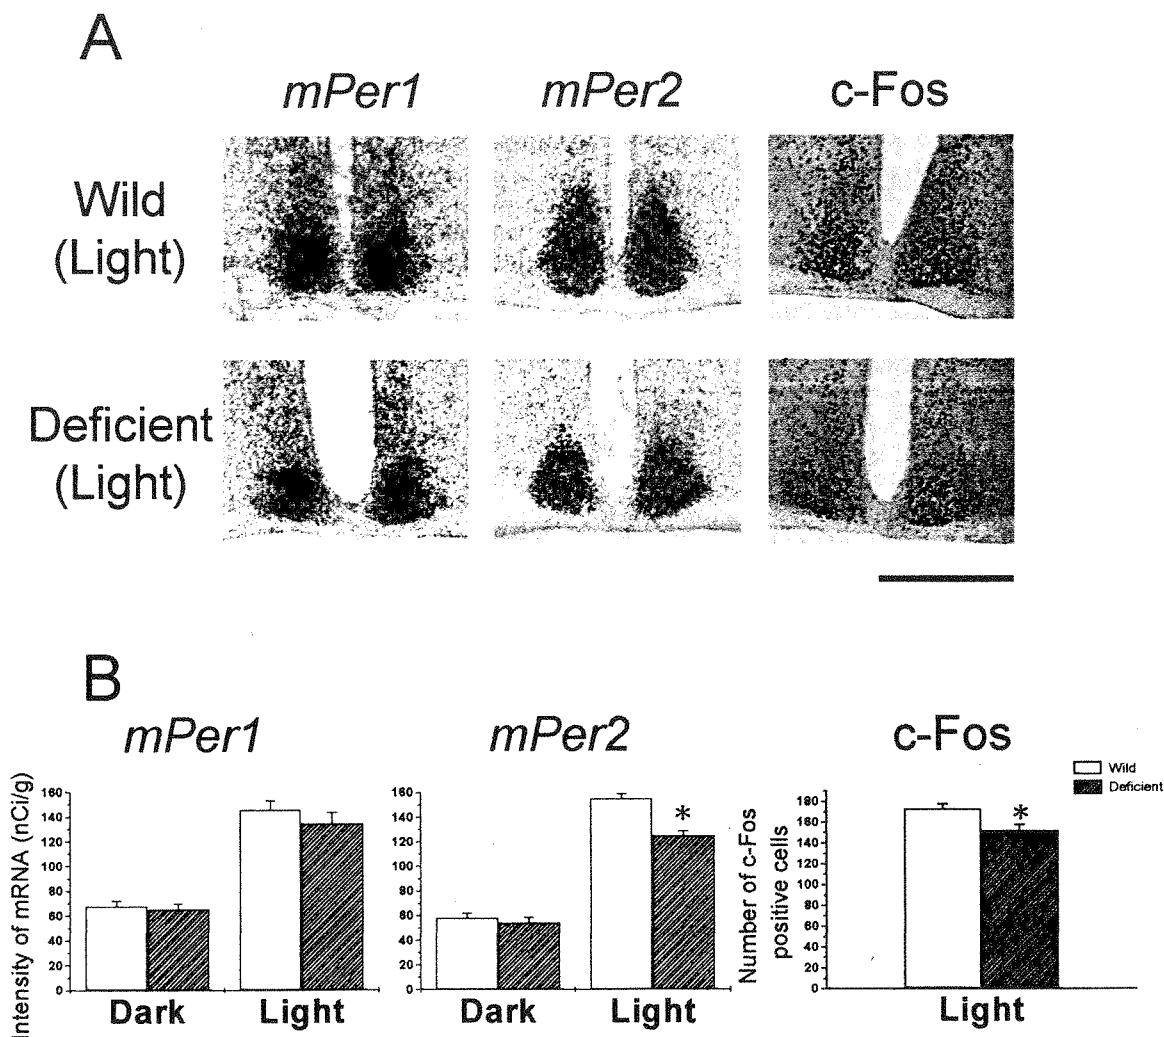 A
mPer1 mPer2 c-Fos
Wild
(Light)
Deficient
(Light)
B
mPer1 mPer2 c-Fos
Wild
Deficient
Intensity of mRNA (nCi/g)
160
140
120
100
80
60
40
20
0
Dark Light
160
140
120
100
80
60
40
20
0
*
Dark Light
Number of c-Fos
positive cells
180
160
140
120
100
180
60
40
20
0
*
Light